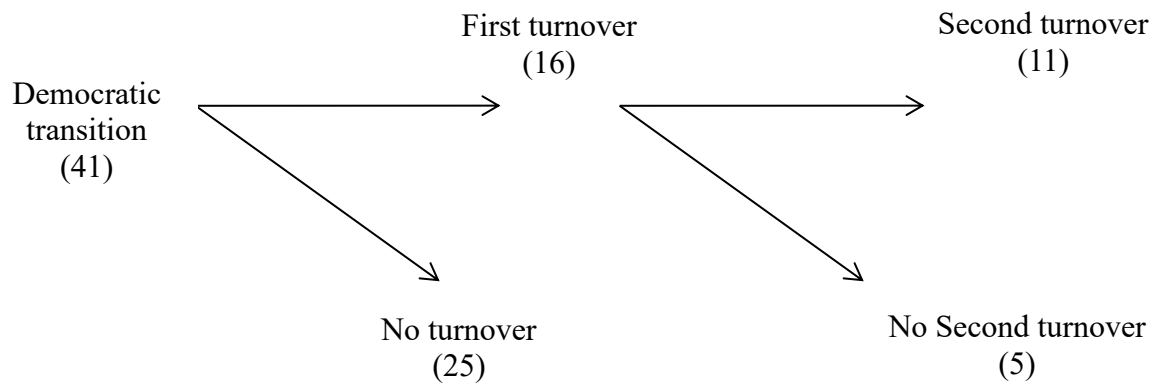 First turnover
(16)
Second turnover
(11)
Democratic
transition
(41)
No turnover
(25)
No Second turnover
(5)